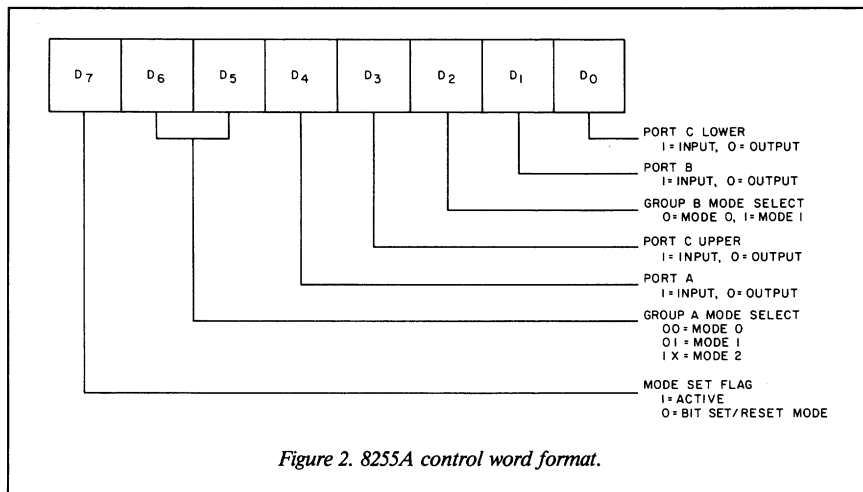 D7 D6 D5 D4 D3 D2 D1 D0
PORT C LOWER
1 = INPUT, 0 = OUTPUT
PORT B
1 = INPUT, 0 = OUTPUT
GROUP B MODE SELECT
0 = MODE 0, 1 = MODE 1
PORT C UPPER
1 = INPUT, 0 = OUTPUT
PORT A
1 = INPUT, 0 = OUTPUT
GROUP A MODE SELECT
00 = MODE 0
01 = MODE 1
1X = MODE 2
MODE SET FLAG
1 = ACTIVE
0 = BIT SET/RESET MODE
Figure 2. 8255A control word format.